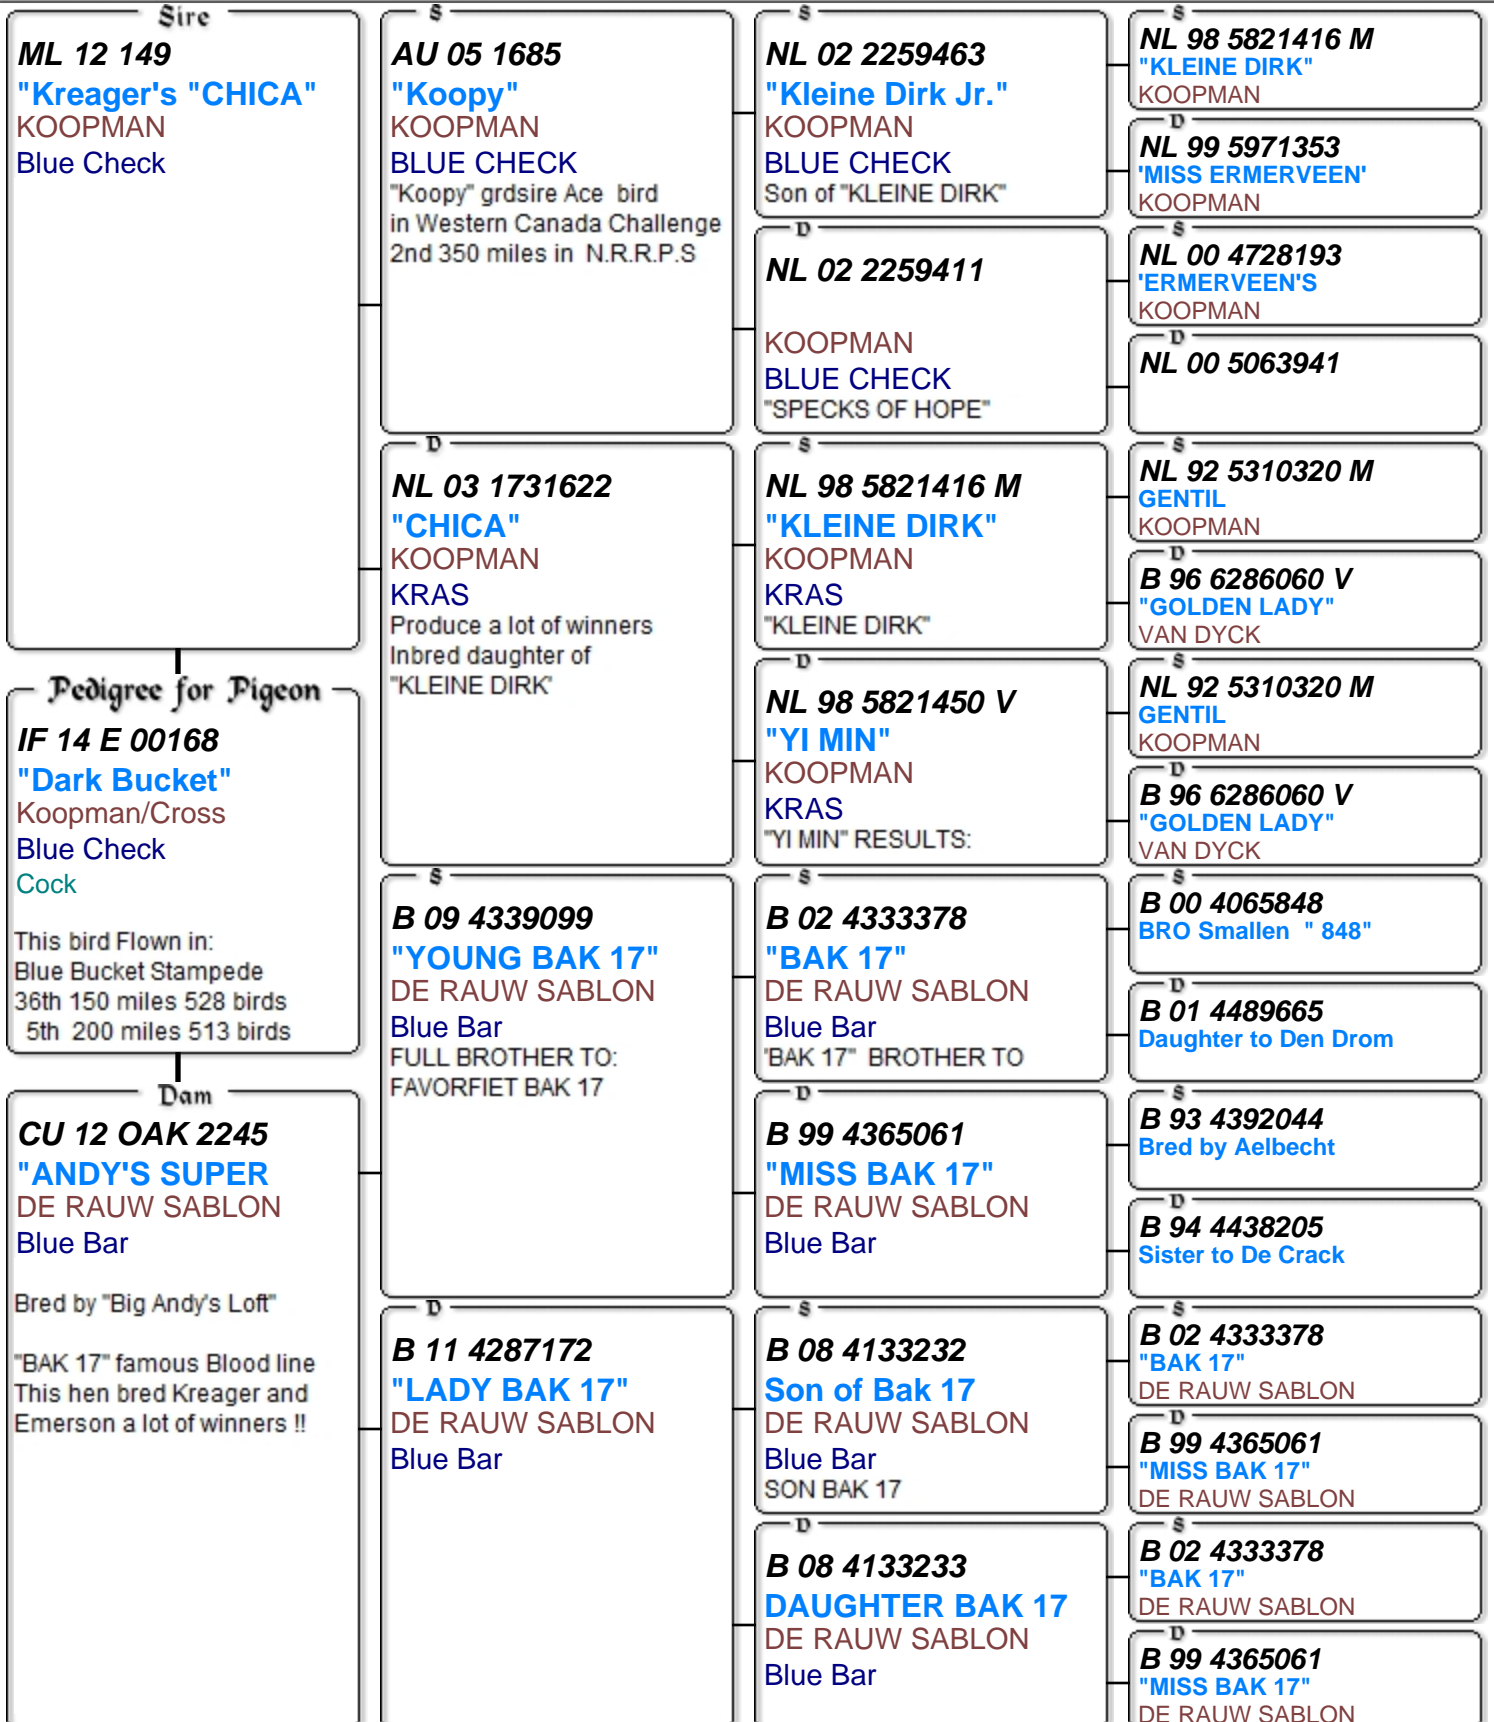 Sire
ML 12 149
"Kreager's "CHICA"
KOOPMAN
Blue Check
Pedigree for Pigeon
IF 14 E 00168
"Dark Bucket"
Koopman/Cross
Blue Check
Cock
This bird Flown in:
Blue Bucket Stampede
36th 150 miles 528 birds
5th 200 miles 513 birds
Dam
CU 12 OAK 2245
"ANDY'S SUPER
DE RAUW SABLON
Blue Bar
Bred by "Big Andy's Loft"
"BAK 17" famous Blood line
This hen bred Kreager and
Emerson a lot of winners !!
S
AU 05 1685
"Koopy"
KOOPMAN
BLUE CHECK
"Koopy" grdsire Ace bird
in Western Canada Challenge
2nd 350 miles in N.R.R.P.S
D
NL 03 1731622
"CHICA"
KOOPMAN
KRAS
Produce a lot of winners
Inbred daughter of
"KLEINE DIRK'
S
B 09 4339099
"YOUNG BAK 17"
DE RAUW SABLON
Blue Bar
FULL BROTHER TO:
FAVORFIET BAK 17
D
B 11 4287172
"LADY BAK 17"
DE RAUW SABLON
Blue Bar
S
NL 02 2259463
"Kleine Dirk Jr."
KOOPMAN
BLUE CHECK
Son of "KLEINE DIRK"
D
NL 02 2259411
KOOPMAN
BLUE CHECK
"SPECKS OF HOPE"
S
NL 98 5821416 M
"KLEINE DIRK"
KOOPMAN
KRAS
"KLEINE DIRK"
D
NL 98 5821450 V
"YI MIN"
KOOPMAN
KRAS
"YI MIN" RESULTS:
S
B 02 4333378
"BAK 17"
DE RAUW SABLON
Blue Bar
'BAK 17" BROTHER TO
D
B 99 4365061
"MISS BAK 17"
DE RAUW SABLON
Blue Bar
S
B 08 4133232
Son of Bak 17
DE RAUW SABLON
Blue Bar
SON BAK 17
D
B 08 4133233
DAUGHTER BAK 17
DE RAUW SABLON
Blue Bar
S
NL 98 5821416 M
"KLEINE DIRK"
KOOPMAN
D
NL 99 5971353
'MISS ERMERVEEN'
KOOPMAN
S
NL 00 4728193
'ERMERVEEN'S
KOOPMAN
D
NL 00 5063941
S
NL 92 5310320 M
GENTIL
KOOPMAN
D
B 96 6286060 V
"GOLDEN LADY"
VAN DYCK
S
NL 92 5310320 M
GENTIL
KOOPMAN
D
B 96 6286060 V
"GOLDEN LADY"
VAN DYCK
S
B 00 4065848
BRO Smallen " 848"
D
B 01 4489665
Daughter to Den Drom
S
B 93 4392044
Bred by Aelbecht
D
B 94 4438205
Sister to De Crack
S
B 02 4333378
"BAK 17"
DE RAUW SABLON
D
B 99 4365061
"MISS BAK 17"
DE RAUW SABLON
S
B 02 4333378
"BAK 17"
DE RAUW SABLON
D
B 99 4365061
"MISS BAK 17"
DE RAUW SABLON